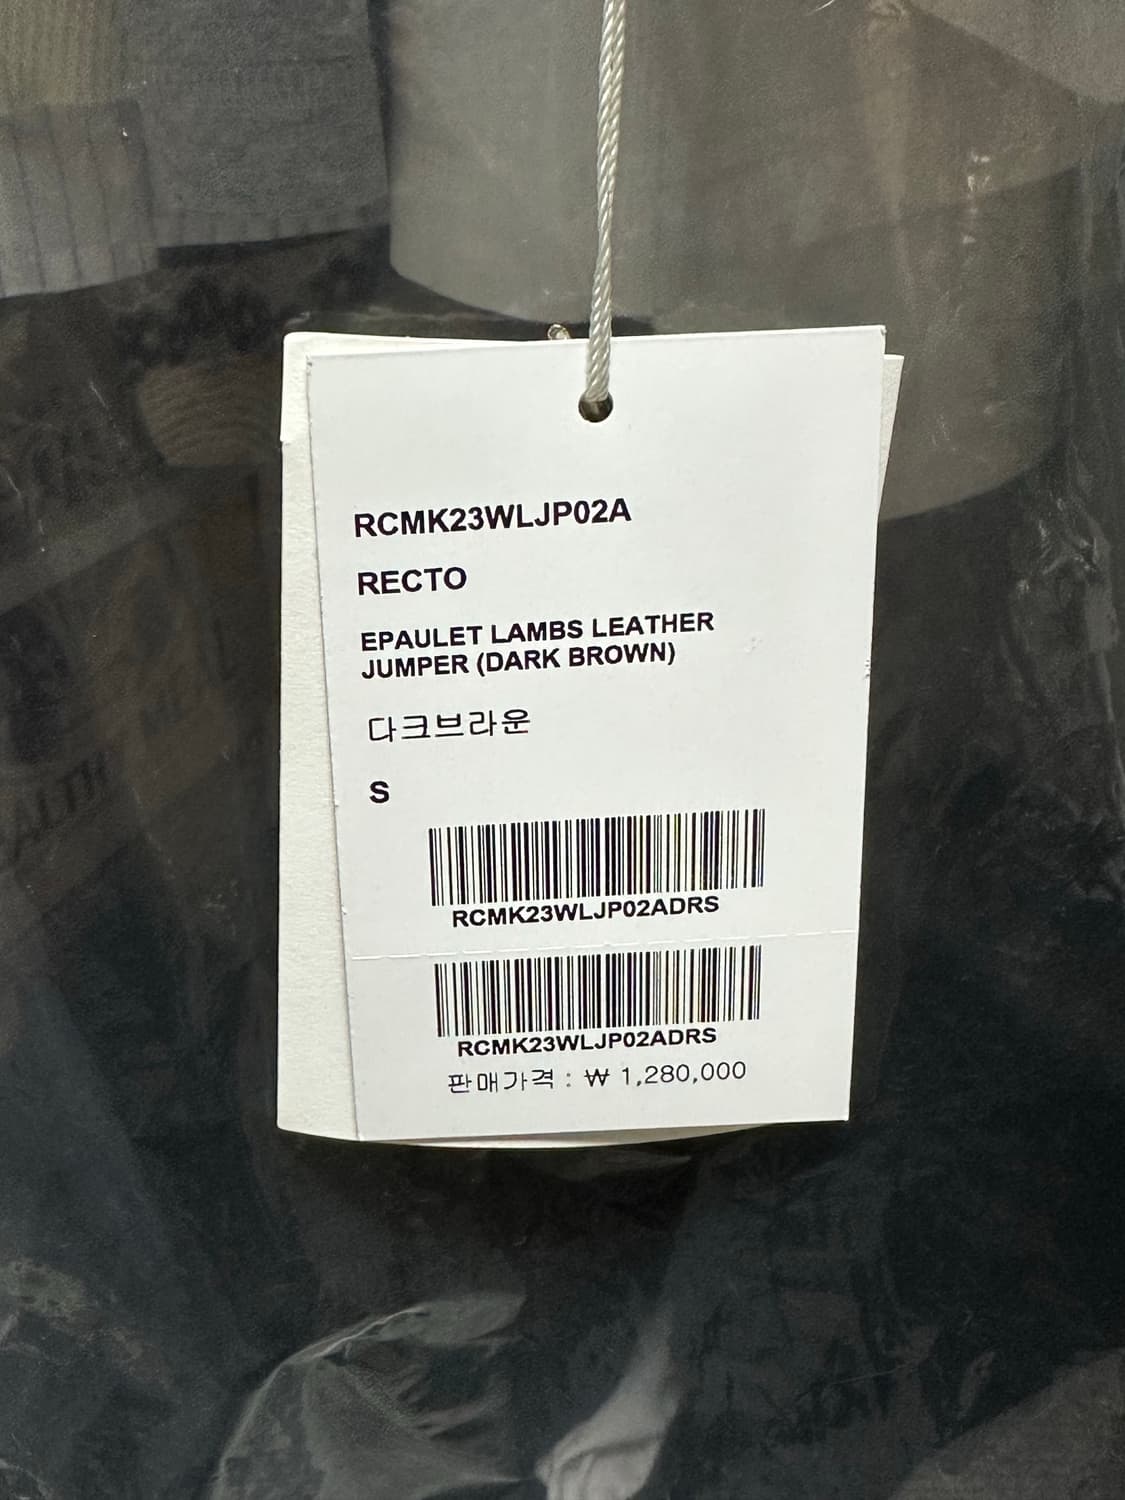 RCMK23WLJP02A
RECTO
EPAULET LAMBS LEATHER
JUMPER (DARK BROWN)
다크브라운
S
RCMK23WLJP02ADRS
RCMK23WLJP02ADRS
판매가격 : ₩ 1,280,000